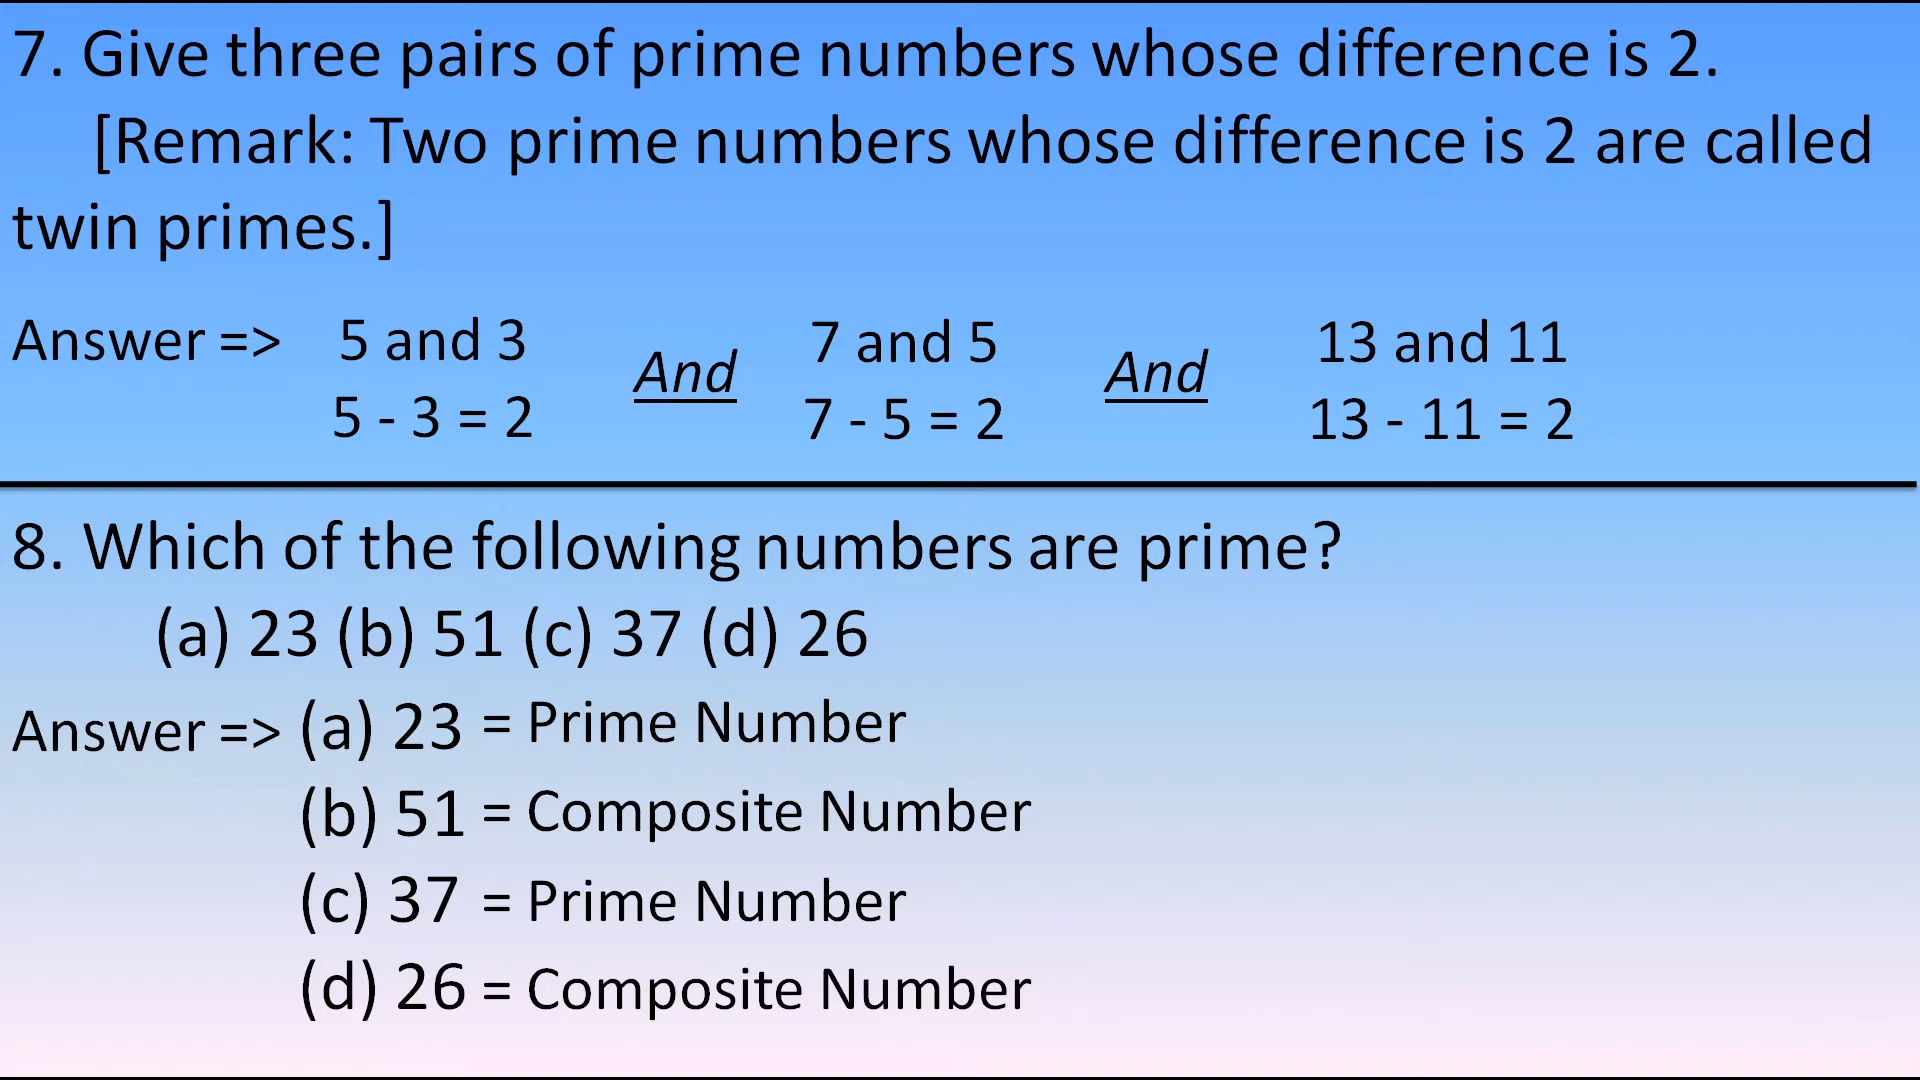 7. Give three pairs of prime numbers whose difference is 2.
[Remark: Two prime numbers whose difference is 2 are called
twin primes.]
Answer => 5 and 3 And 7 and 5 And 13 and 11
5 - 3 = 2 7 - 5 = 2 13 - 11 = 2
8. Which of the following numbers are prime?
(a) 23 (b) 51 (c) 37 (d) 26
Answer => (a) 23 = Prime Number
(b) 51 = Composite Number
(c) 37 = Prime Number
(d) 26 = Composite Number